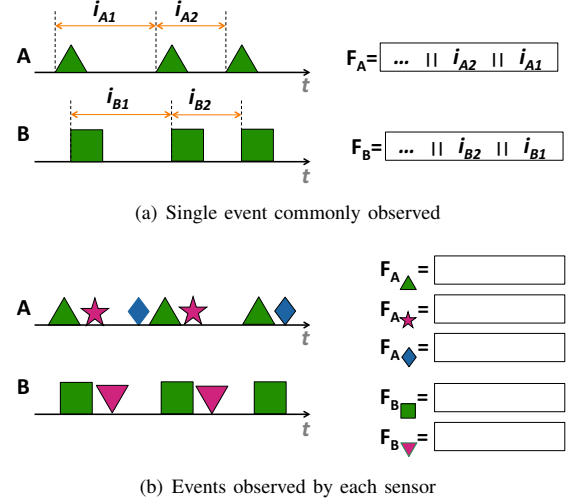 i_A1 i_A2
A
t
F_A= ... || i_A2 || i_A1
i_B1 i_B2
B
t
F_B= ... || i_B2 || i_B1
(a) Single event commonly observed
A
t
B
t
F_A =
F_A =
F_A =
F_B =
F_B =
(b) Events observed by each sensor